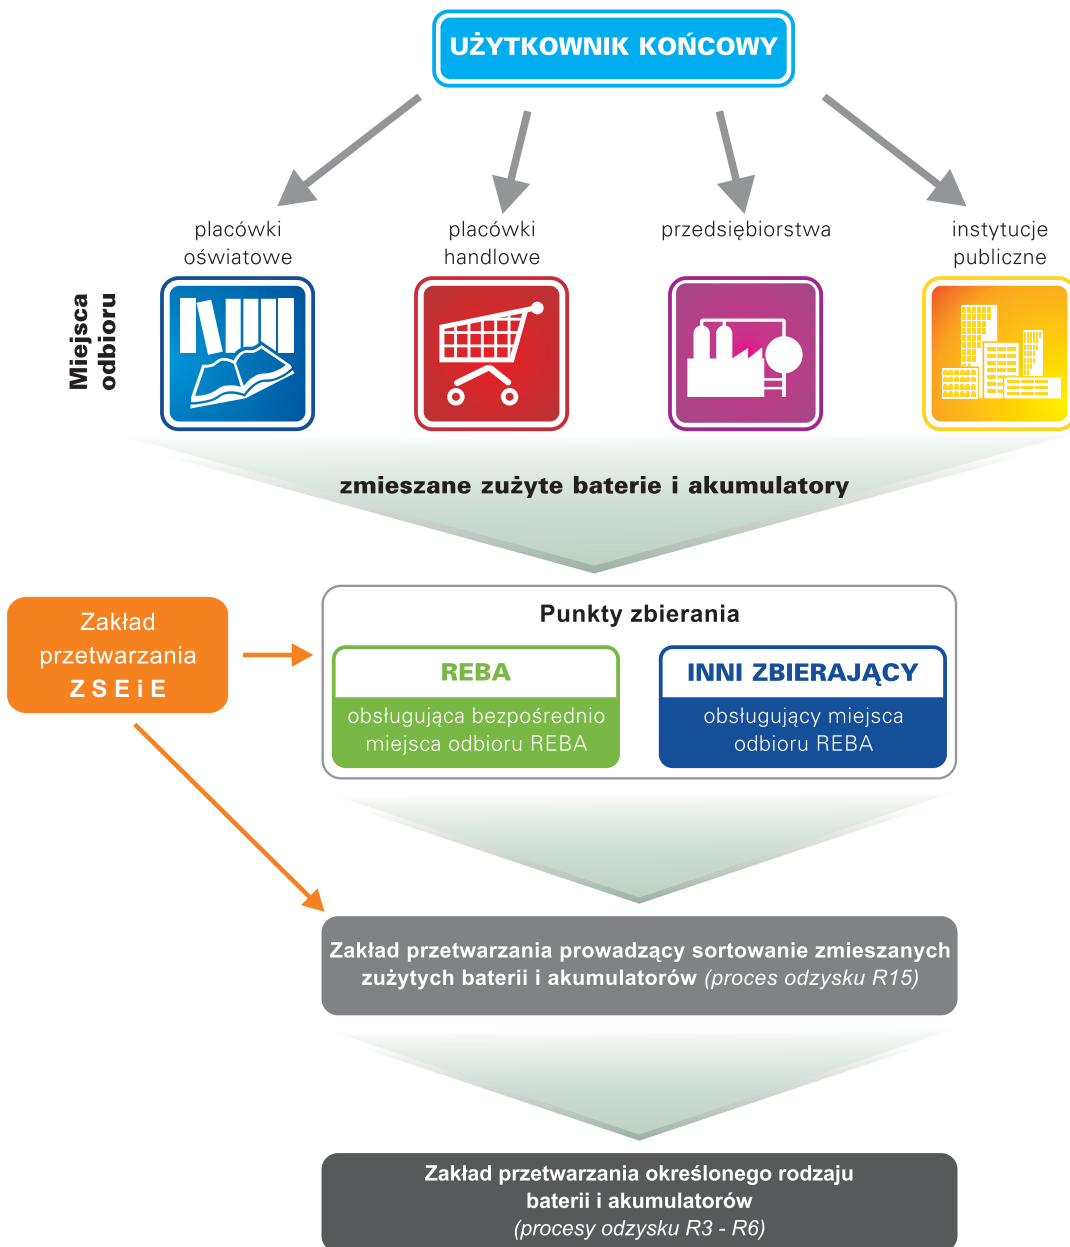 UŻYTKOWNIK KOŃCOWY
placówki
oświatowe
placówki
handlowe
przedsiębiorstwa
instytucje
publiczne
Miejsca
odbioru
zmieszane zużyte baterie i akumulatory
Zakład
przetwarzania
ZSEiE
Punkty zbierania
REBA
obsługująca bezpośrednio
miejsca odbioru REBA
INNI ZBIERAJĄCY
obsługujący miejsca
odbioru REBA
Zakład przetwarzania prowadzący sortowanie zmieszanych
zużytych baterii i akumulatorów (proces odzysku R15)
Zakład przetwarzania określonego rodzaju
baterii i akumulatorów
(procesy odzysku R3 - R6)